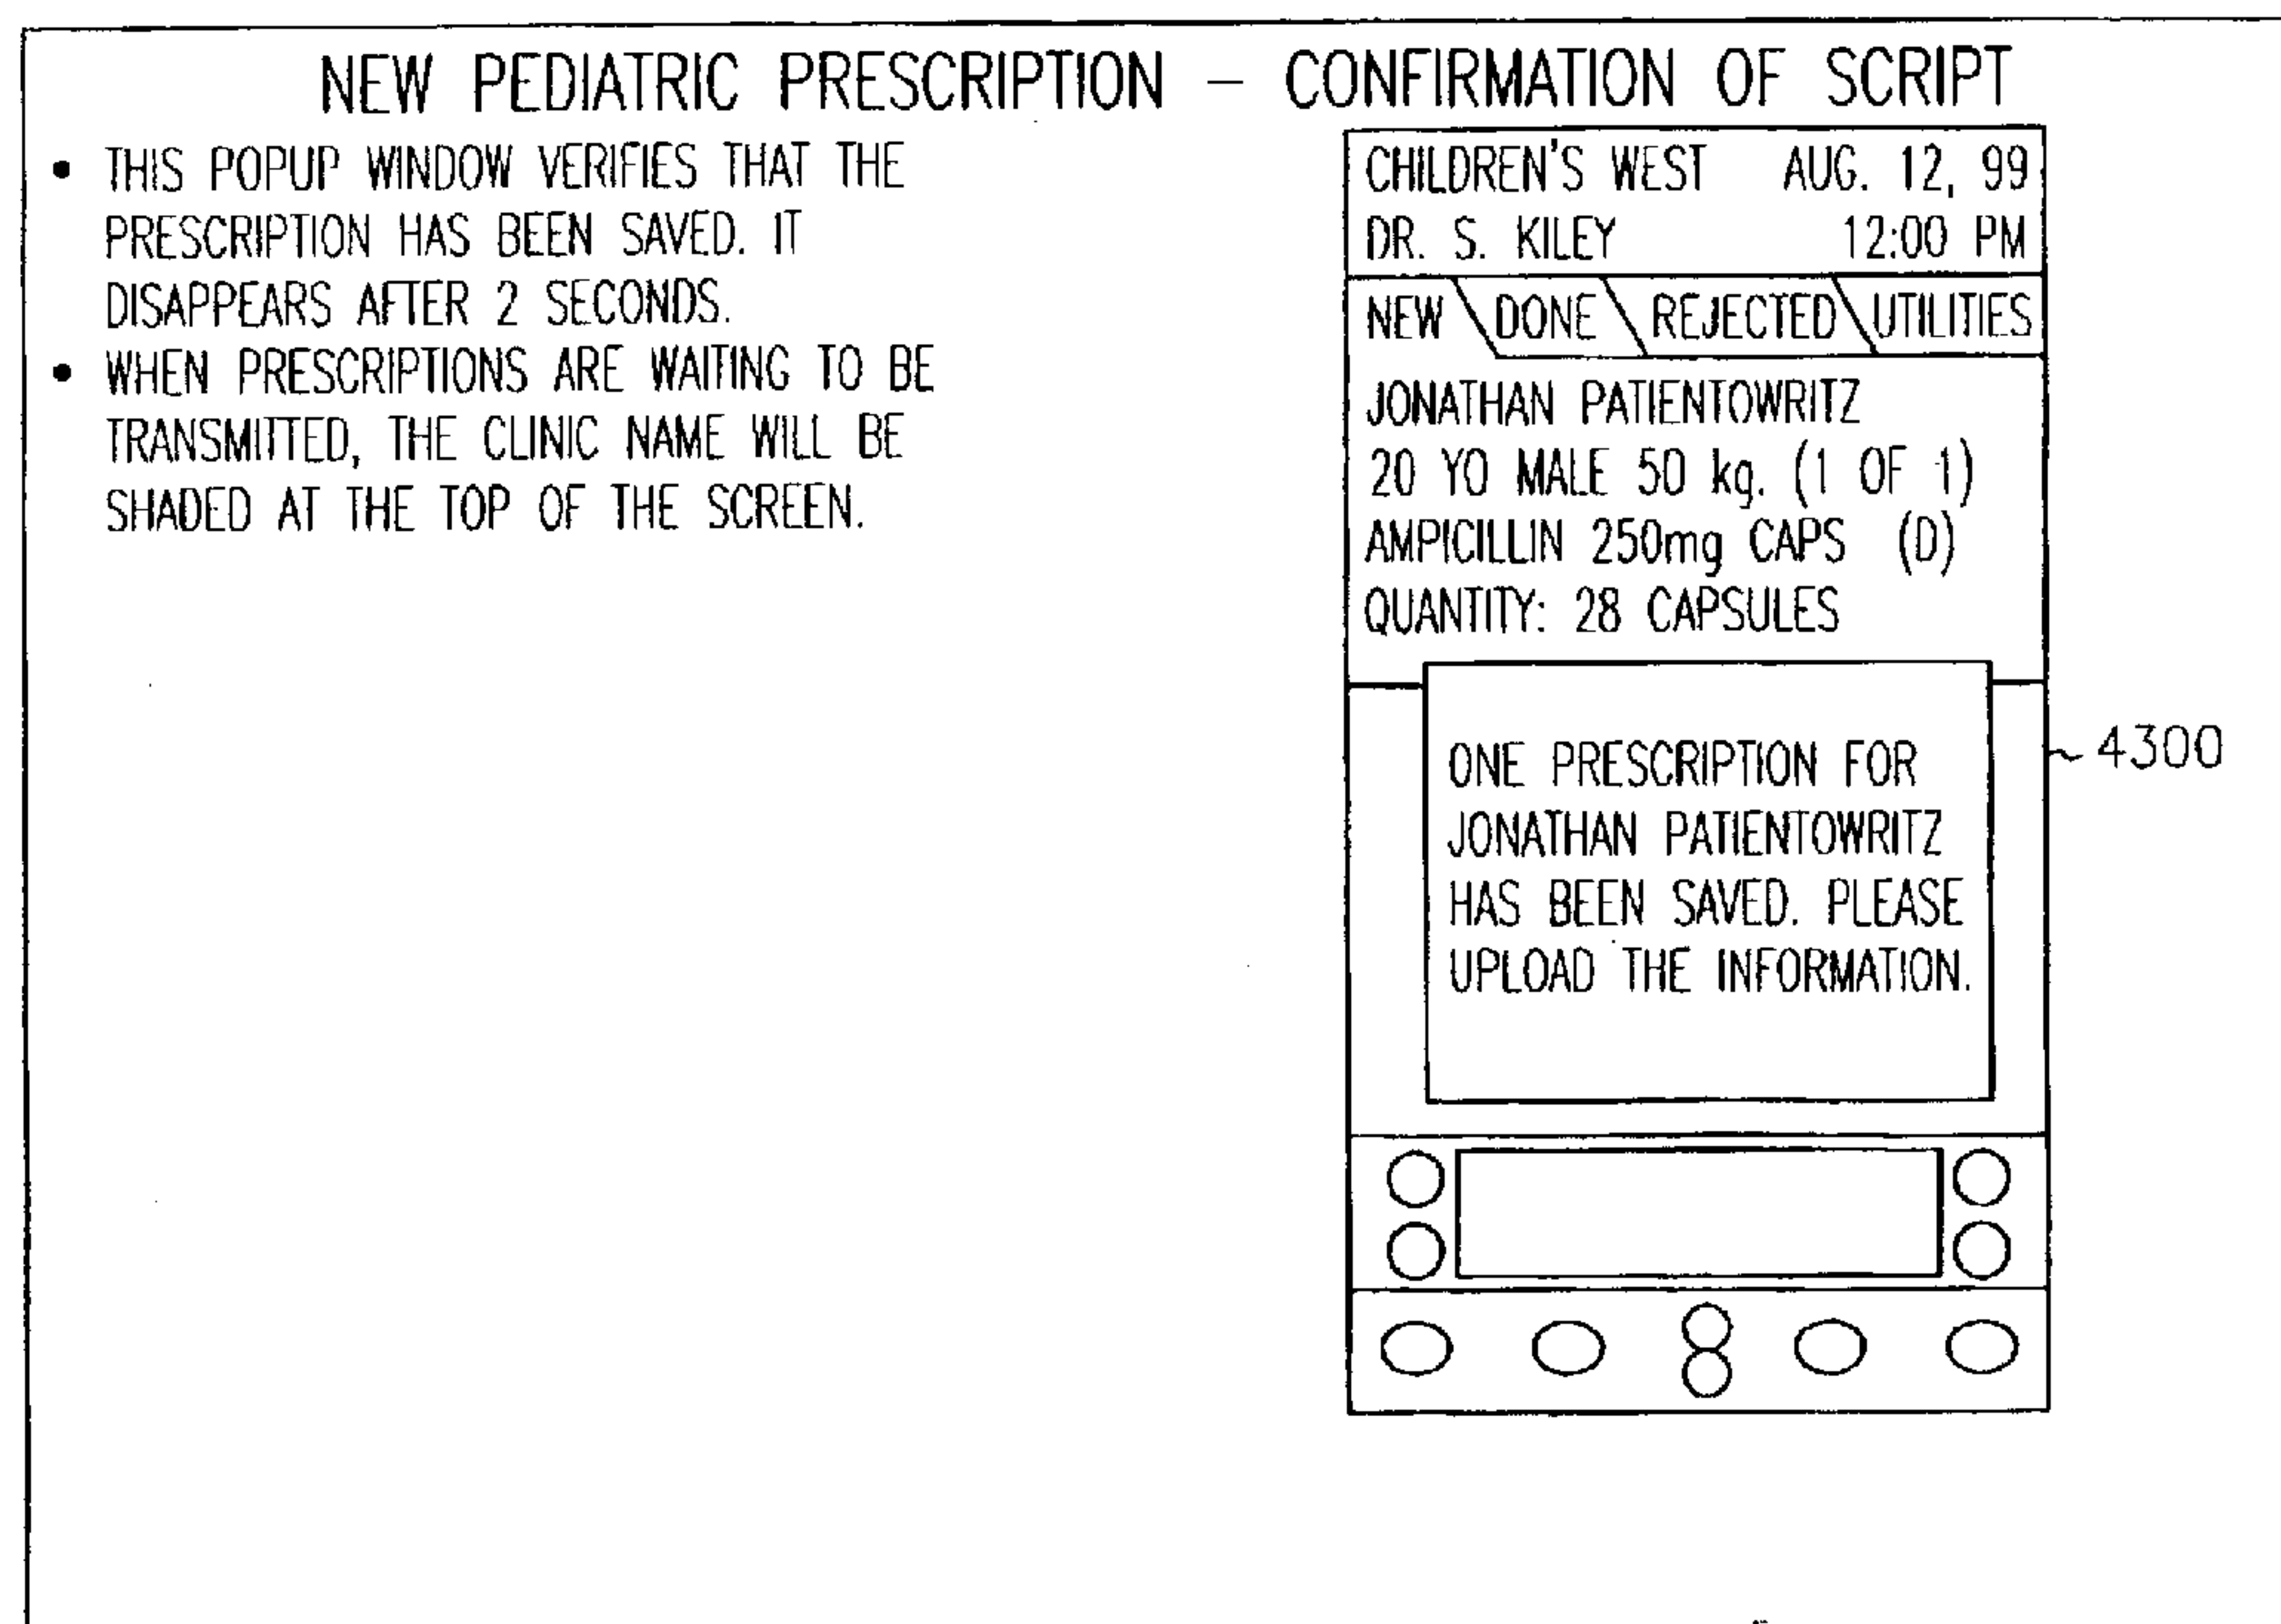 NEW PEDIATRIC PRESCRIPTION – CONFIRMATION OF SCRIPT
• THIS POPUP WINDOW VERIFIES THAT THE
PRESCRIPTION HAS BEEN SAVED. IT
DISAPPEARS AFTER 2 SECONDS.
• WHEN PRESCRIPTIONS ARE WAITING TO BE
TRANSMITTED, THE CLINIC NAME WILL BE
SHADED AT THE TOP OF THE SCREEN.
CHILDREN'S WEST AUG. 12, 99
DR. S. KILEY 12:00 PM
NEW DONE REJECTED UTILITIES
JONATHAN PATIENTOWRITZ
20 YO MALE 50 kg. (1 OF 1)
AMPICILLIN 250mg CAPS (D)
QUANTITY: 28 CAPSULES
ONE PRESCRIPTION FOR
JONATHAN PATIENTOWRITZ
HAS BEEN SAVED. PLEASE
UPLOAD THE INFORMATION.
4300